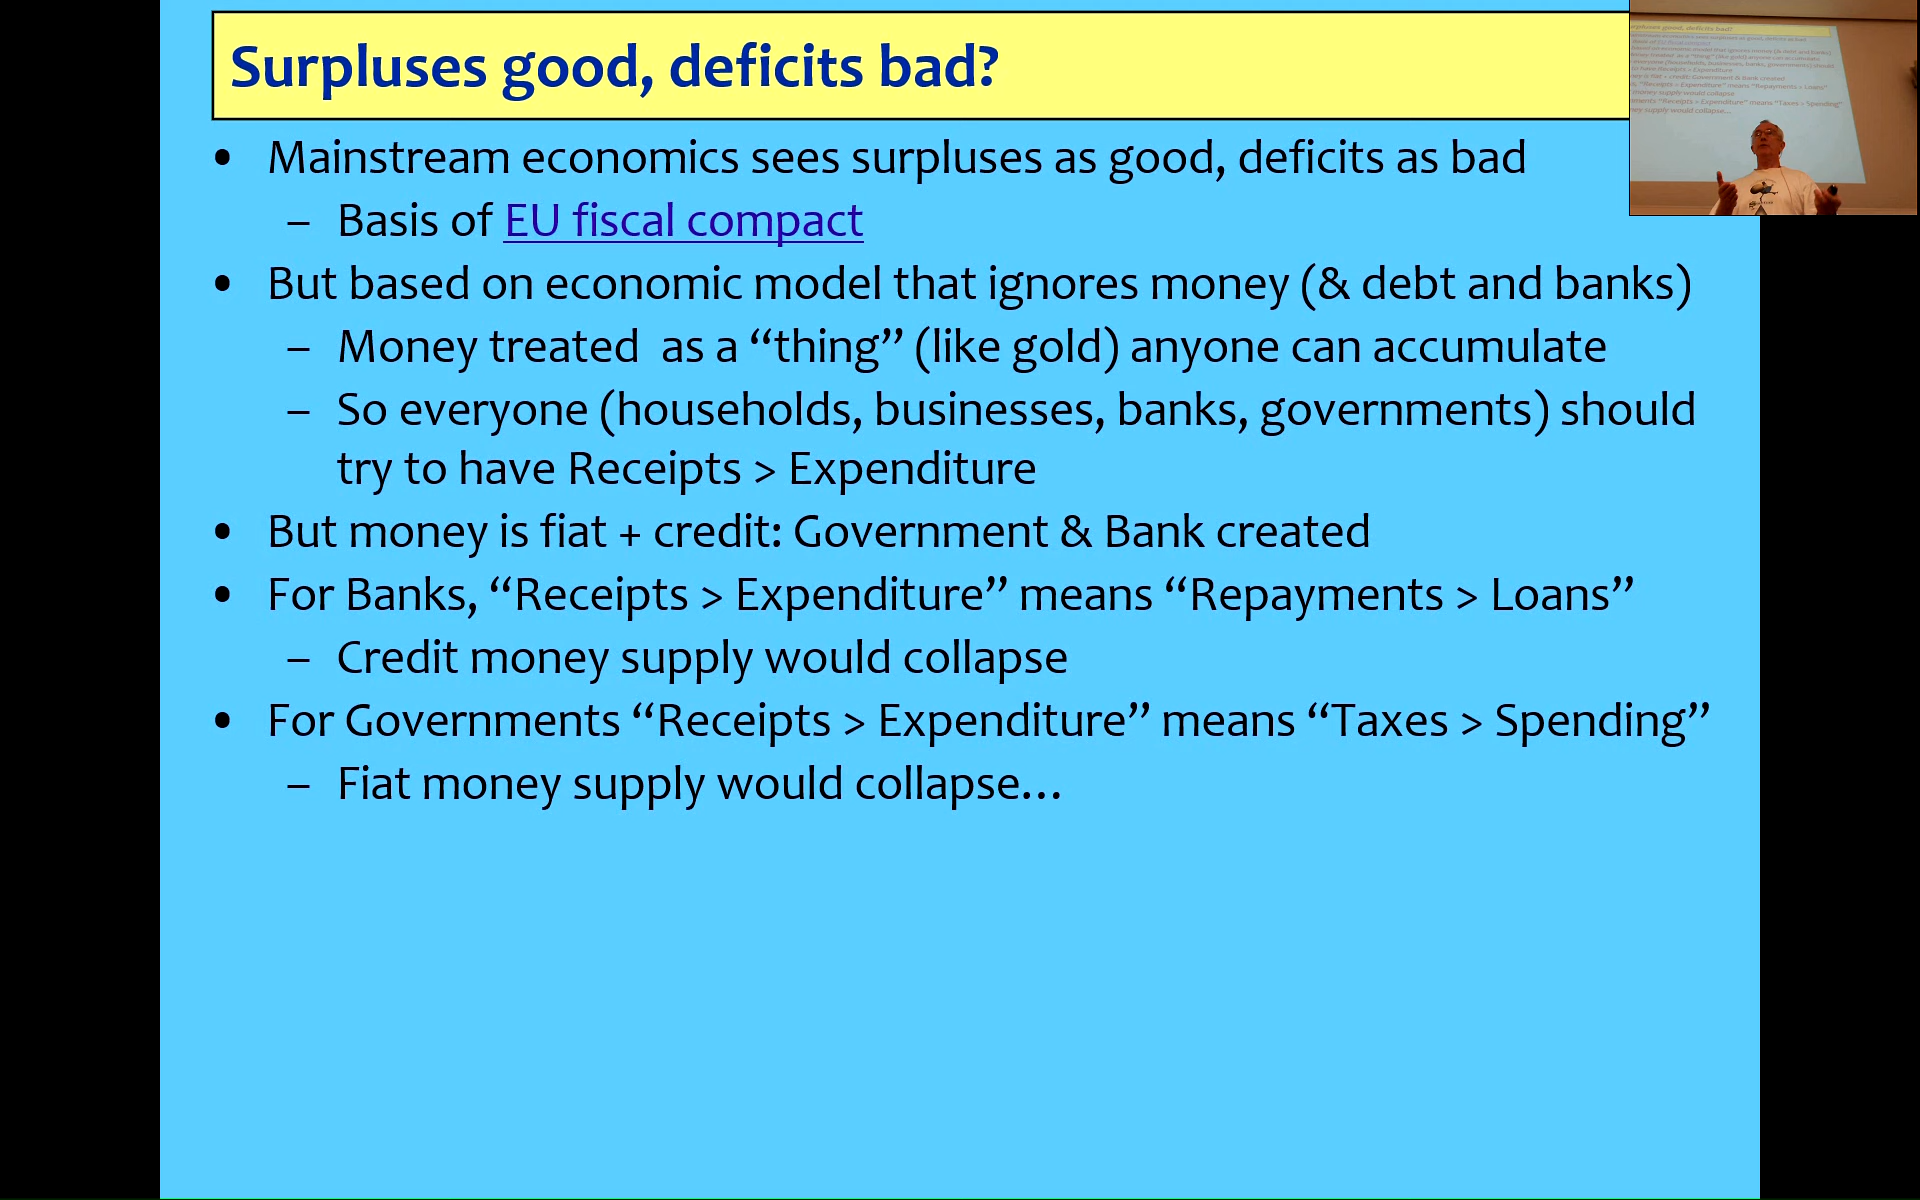 Surpluses good, deficits bad?
• Mainstream economics sees surpluses as good, deficits as bad
– Basis of EU fiscal compact
• But based on economic model that ignores money (& debt and banks)
– Money treated as a “thing” (like gold) anyone can accumulate
– So everyone (households, businesses, banks, governments) should
try to have Receipts > Expenditure
• But money is fiat + credit: Government & Bank created
• For Banks, “Receipts > Expenditure” means “Repayments > Loans”
– Credit money supply would collapse
• For Governments “Receipts > Expenditure” means “Taxes > Spending”
– Fiat money supply would collapse…